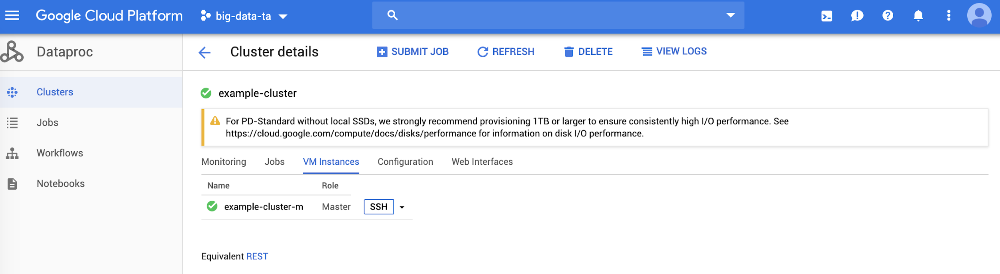 Google Cloud Platform big-data-ta
Dataproc
Clusters
Jobs
Workflows
Notebooks
Cluster details SUBMIT JOB REFRESH DELETE VIEW LOGS
example-cluster
For PD-Standard without local SSDs, we strongly recommend provisioning 1TB or larger to ensure consistently high I/O performance. See
https://cloud.google.com/compute/docs/disks/performance for information on disk I/O performance.
Monitoring Jobs VM Instances Configuration Web Interfaces
Name Role
example-cluster-m Master SSH
Equivalent REST